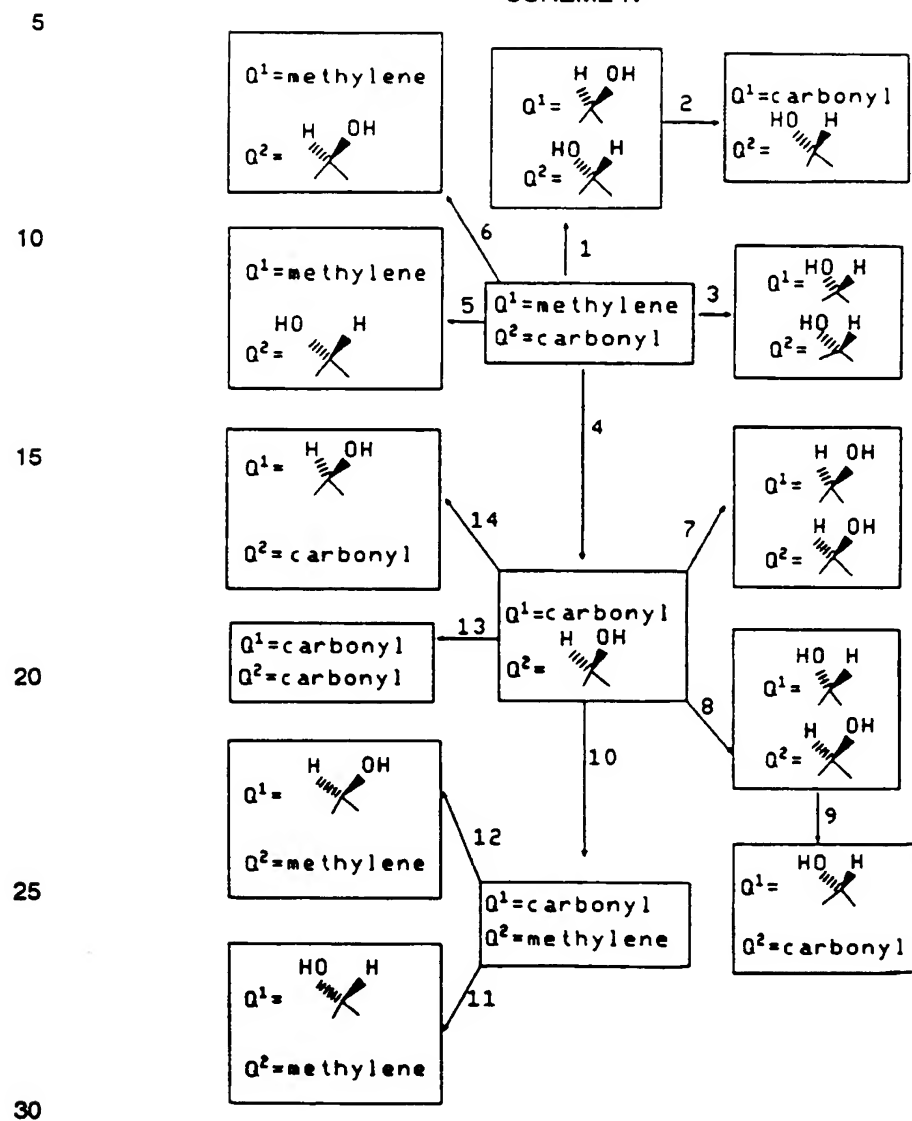 5
Q¹=methylene
H OH
Q²=
H OH
Q¹=
HO H
Q²=
2
Q¹=carbonyl
HO H
Q²=
10
6
1
Q¹=methylene
HO H
Q²=
5
Q¹=methylene
Q²=carbonyl
3
HO H
Q¹=
HO H
Q²=
15
4
H OH
Q¹=
Q²=carbonyl
14
7
H OH
Q¹=
H OH
Q²=
Q¹=carbonyl
H OH
Q²=
20
13
Q¹=carbonyl
Q²=carbonyl
8
HO H
Q¹=
H OH
Q²=
10
9
H OH
Q¹=
Q²=methylene
12
25
Q¹=carbonyl
Q²=methylene
HO H
Q¹=
Q²=carbonyl
HO H
Q¹=
Q²=methylene
11
30